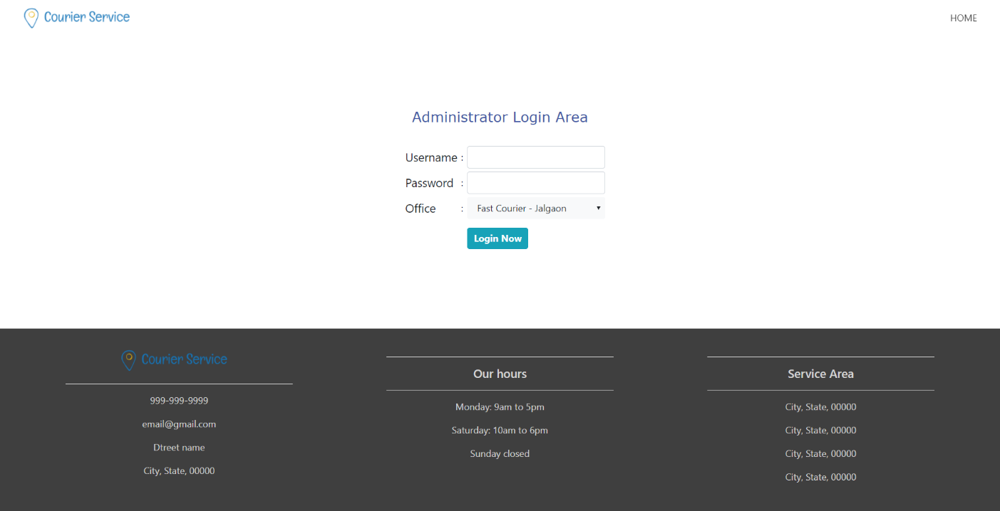 Courier Service
HOME
Administrator Login Area
Username :
Password :
Office : Fast Courier - Jalgaon
Login Now
Courier Service
999-999-9999
email@gmail.com
Dtreet name
City, State, 00000
Our hours
Monday: 9am to 5pm
Saturday: 10am to 6pm
Sunday closed
Service Area
City, State, 00000
City, State, 00000
City, State, 00000
City, State, 00000